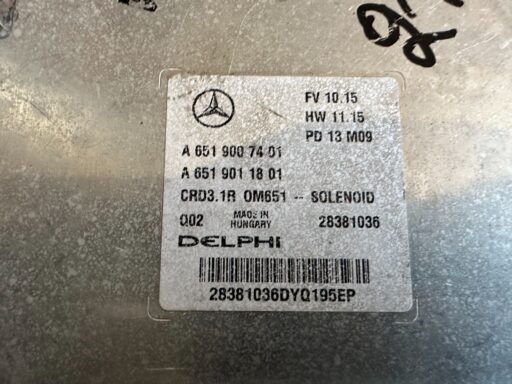 FV 10.15
HW 11.15
PD 13 M09
A 651 900 74 01
A 651 901 18 01
CRD3.1R OM651 -- SOLENOID
Q02 MADE IN HUNGARY 28381036
DELPHI
28381036DYQ195EP